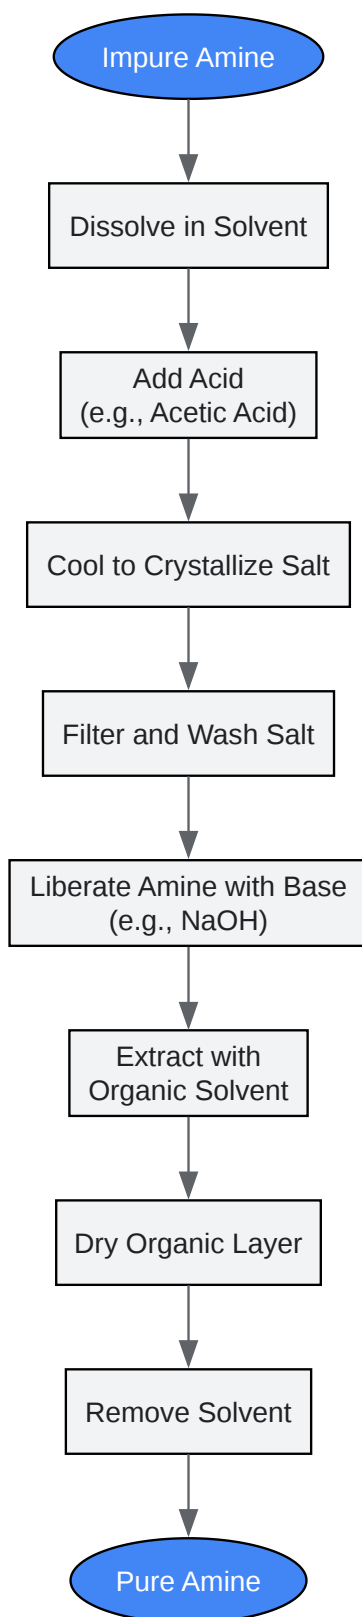 Impure Amine
Dissolve in Solvent
Add Acid
(e.g., Acetic Acid)
Cool to Crystallize Salt
Filter and Wash Salt
Liberate Amine with Base
(e.g., NaOH)
Extract with
Organic Solvent
Dry Organic Layer
Remove Solvent
Pure Amine